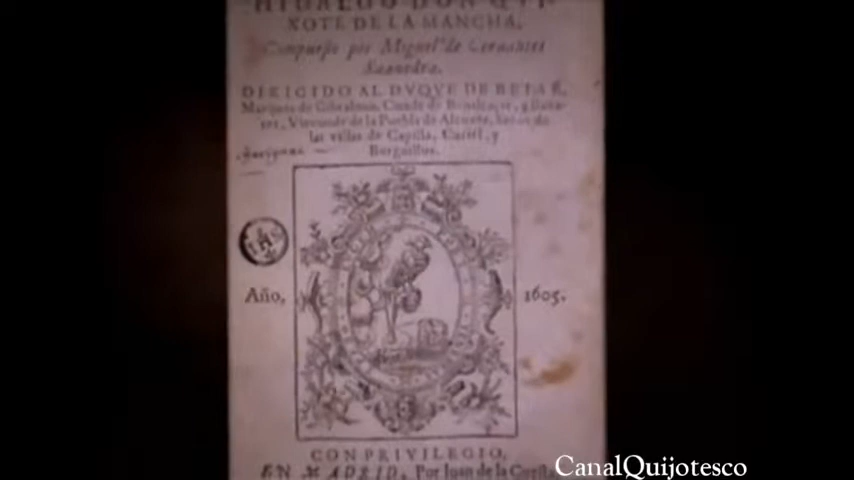 HIDALGO DON QVI-
XOTE DE LA MANCHA,
Compuesto por Miguel de Ceruantes
Saauedra.
DIRIGIDO AL DVQVE DE BEIAR,
Marques de Gibraleon, Conde de Benalcaçar, y Baña-
res, Vizconde de la Puebla de Alcozer, Señor de
las villas de Capilla, Curiel, y
Burguillos.
Año, 1605.
CON PRIVILEGIO,
EN MADRID, Por Iuan de la Cuesta.
CanalQuijotesco